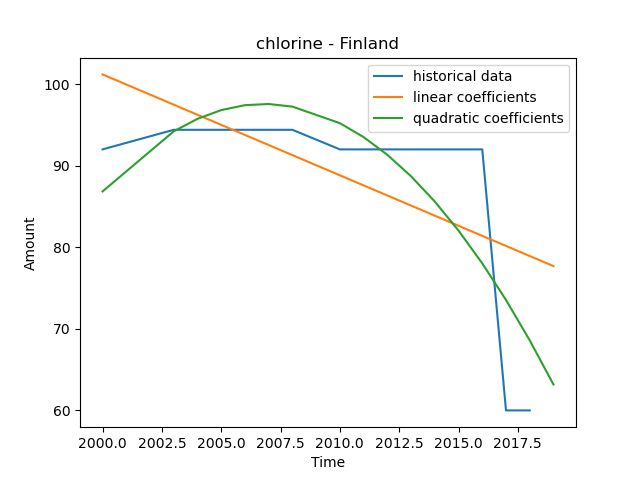 chlorine - Finland
historical data
linear coefficients
quadratic coefficients
Amount
100
90
80
70
60
2000.0 2002.5 2005.0 2007.5 2010.0 2012.5 2015.0 2017.5
Time